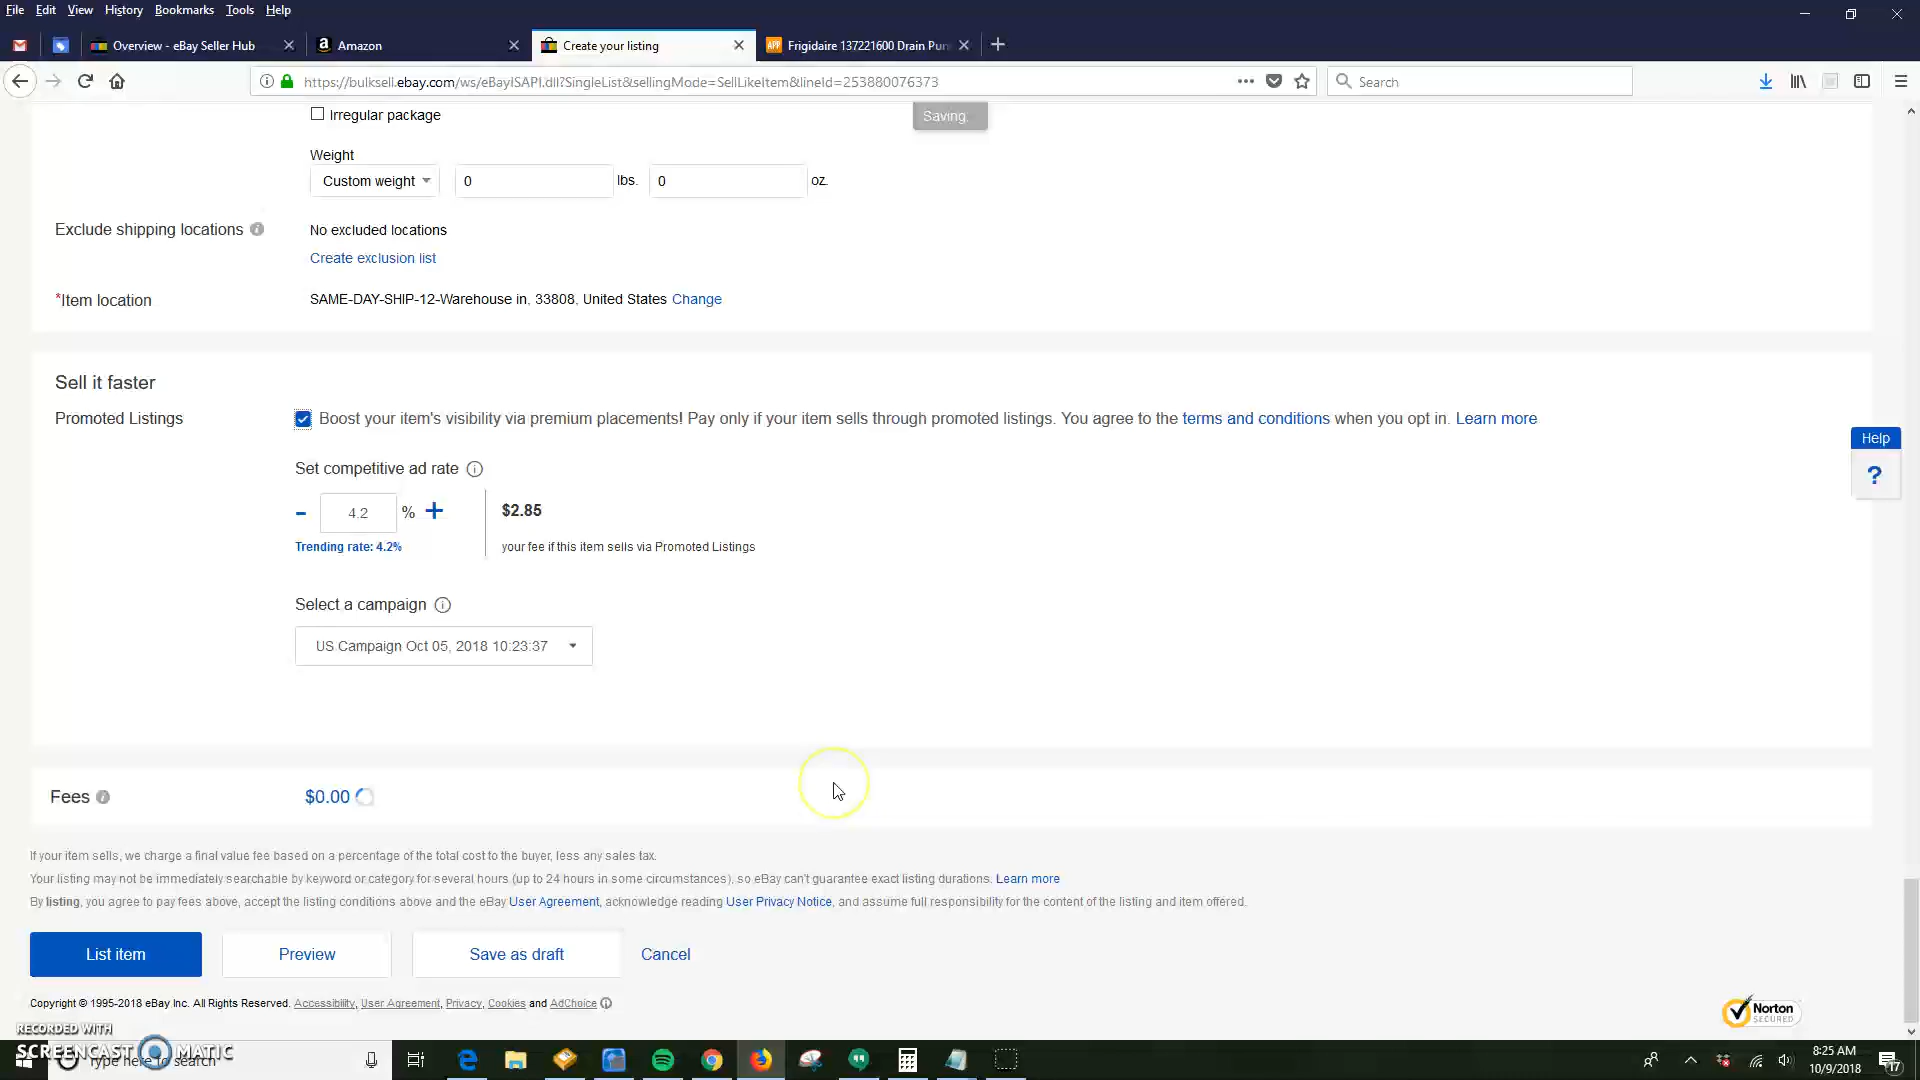 File Edit View History Bookmarks Tools Help
Overview - eBay Seller Hub
Amazon
Create your listing
Frigidaire 137221600 Drain Pun
https://bulksell.ebay.com/ws/eBayISAPI.dll?SingleList&sellingMode=SellLikeItem&lineId=253880076373
Search
Irregular package
Saving.
Weight
Custom weight 0 lbs. 0 oz.
Exclude shipping locations
No excluded locations
Create exclusion list
*Item location
SAME-DAY-SHIP-12-Warehouse in, 33808, United States Change
Sell it faster
Promoted Listings
Boost your item's visibility via premium placements! Pay only if your item sells through promoted listings. You agree to the terms and conditions when you opt in. Learn more
Help
?
Set competitive ad rate
- 4.2 % +
$2.85
Trending rate: 4.2%
your fee if this item sells via Promoted Listings
Select a campaign
US Campaign Oct 05, 2018 10:23:37
Fees
$0.00
If your item sells, we charge a final value fee based on a percentage of the total cost to the buyer, less any sales tax.
Your listing may not be immediately searchable by keyword or category for several hours (up to 24 hours in some circumstances), so eBay can't guarantee exact listing durations. Learn more
By listing, you agree to pay fees above, accept the listing conditions above and the eBay User Agreement, acknowledge reading User Privacy Notice, and assume full responsibility for the content of the listing and item offered.
List item Preview Save as draft Cancel
Copyright © 1995-2018 eBay Inc. All Rights Reserved. Accessibility, User Agreement, Privacy, Cookies and AdChoice
Norton
SECURED
RECORDED WITH
SCREENCAST MATIC
Type here to search
8:25 AM
10/9/2018
17